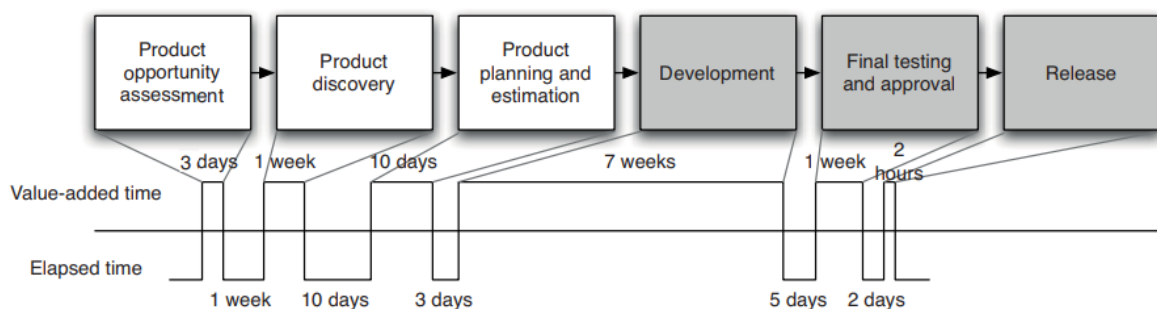 Product
opportunity
assessment
Product
discovery
Product
planning and
estimation
Development
Final testing
and approval
Release
3 days
1 week
10 days
7 weeks
1 week
2
hours
Value-added time
Elapsed time
1 week
10 days
3 days
5 days
2 days